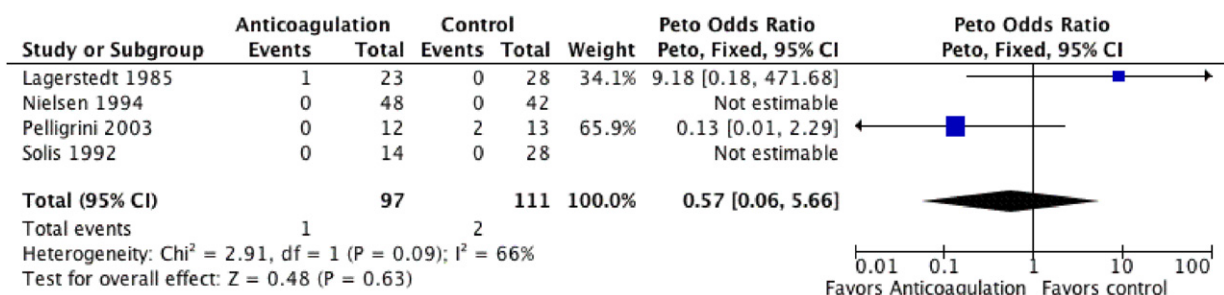 Anticoagulation Control Peto Odds Ratio Peto Odds Ratio
Study or Subgroup Events Total Events Total Weight Peto, Fixed, 95% CI Peto, Fixed, 95% CI
Lagerstedt 1985 1 23 0 28 34.1% 9.18 [0.18, 471.68]
Nielsen 1994 0 48 0 42 Not estimable
Pelligrini 2003 0 12 2 13 65.9% 0.13 [0.01, 2.29]
Solis 1992 0 14 0 28 Not estimable
Total (95% CI) 97 111 100.0% 0.57 [0.06, 5.66]
Total events 1 2
Heterogeneity: Chi² = 2.91, df = 1 (P = 0.09); I² = 66%
Test for overall effect: Z = 0.48 (P = 0.63)
0.01 0.1 1 10 100
Favors Anticoagulation Favors control